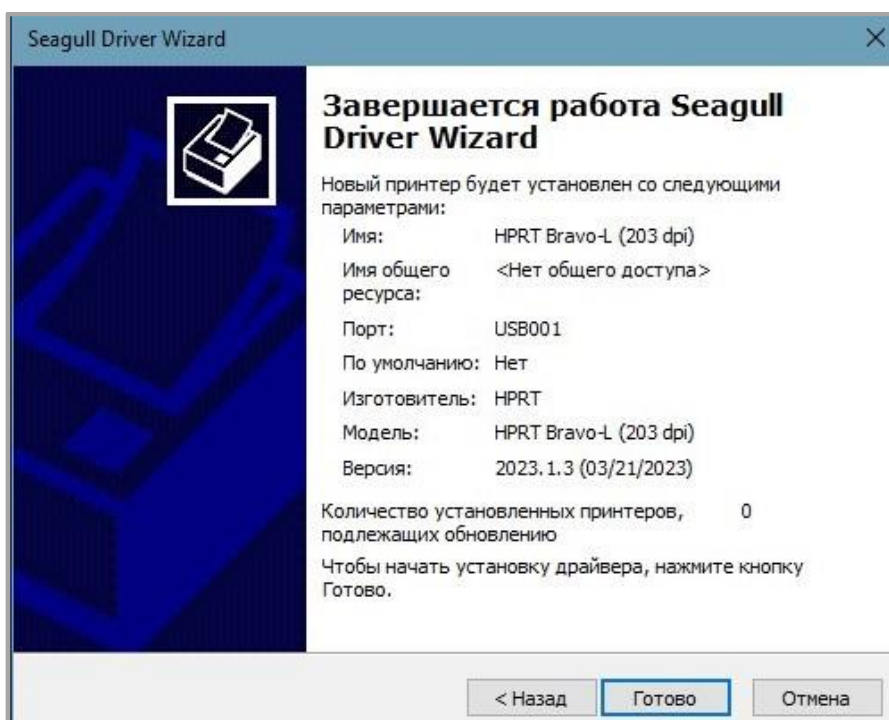 Seagull Driver Wizard
Завершается работа Seagull
Driver Wizard
Новый принтер будет установлен со следующими
параметрами:
Имя: HPRT Bravo-L (203 dpi)
Имя общего <Нет общего доступа>
ресурса:
Порт: USB001
По умолчанию: Нет
Изготовитель: HPRT
Модель: HPRT Bravo-L (203 dpi)
Версия: 2023.1.3 (03/21/2023)
Количество установленных принтеров, 0
подлежащих обновлению
Чтобы начать установку драйвера, нажмите кнопку
Готово.
< Назад Готово Отмена